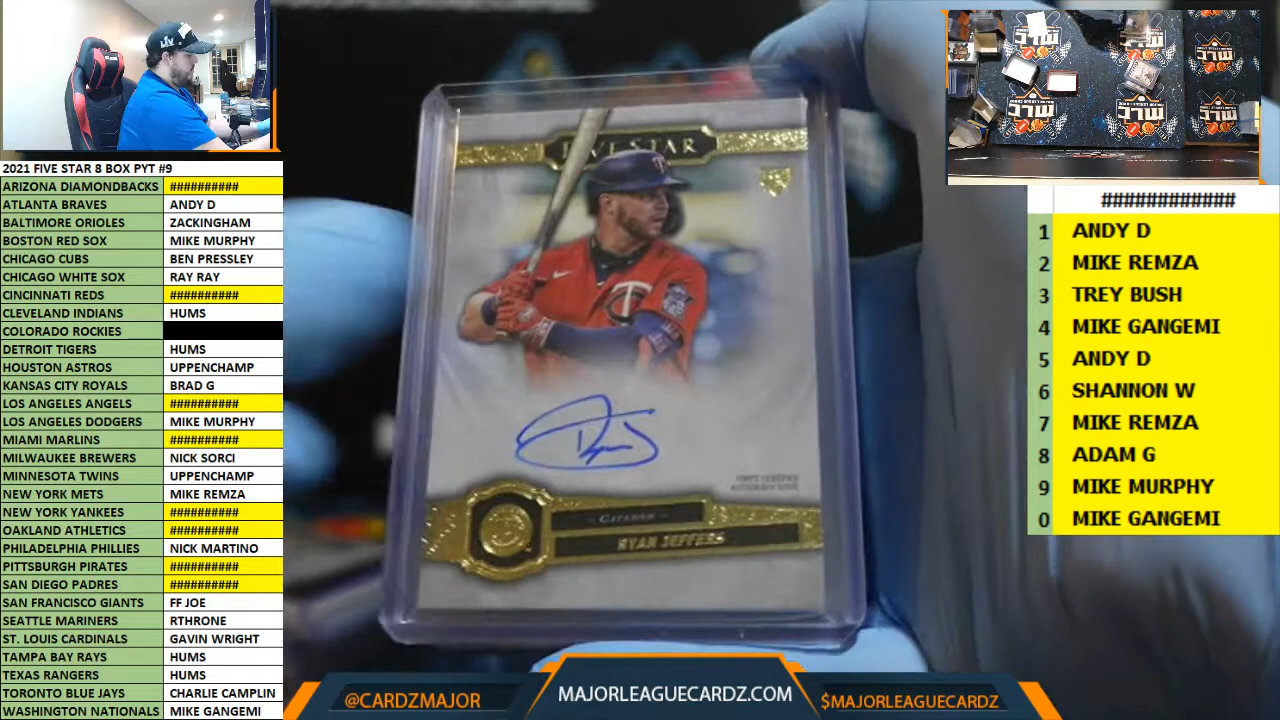 2021 FIVE STAR 8 BOX PYT #9
ARIZONA DIAMONDBACKS ##########
ATLANTA BRAVES ANDY D
BALTIMORE ORIOLES ZACKINGHAM
BOSTON RED SOX MIKE MURPHY
CHICAGO CUBS BEN PRESSLEY
CHICAGO WHITE SOX RAY RAY
CINCINNATI REDS ##########
CLEVELAND INDIANS HUMS
COLORADO ROCKIES
DETROIT TIGERS HUMS
HOUSTON ASTROS UPPENCHAMP
KANSAS CITY ROYALS BRAD G
LOS ANGELES ANGELS ##########
LOS ANGELES DODGERS MIKE MURPHY
MIAMI MARLINS ##########
MILWAUKEE BREWERS NICK SORCI
MINNESOTA TWINS UPPENCHAMP
NEW YORK METS MIKE REMZA
NEW YORK YANKEES ##########
OAKLAND ATHLETICS ##########
PHILADELPHIA PHILLIES NICK MARTINO
PITTSBURGH PIRATES ##########
SAN DIEGO PADRES ##########
SAN FRANCISCO GIANTS FF JOE
SEATTLE MARINERS RTHRONE
ST. LOUIS CARDINALS GAVIN WRIGHT
TAMPA BAY RAYS HUMS
TEXAS RANGERS HUMS
TORONTO BLUE JAYS CHARLIE CAMPLIN
WASHINGTON NATIONALS MIKE GANGEMI
FIVE STAR
T
TC
CATCHER
RYAN JEFFERS
TOPPS CERTIFIED
AUTOGRAPH ISSUE
############
1 ANDY D
2 MIKE REMZA
3 TREY BUSH
4 MIKE GANGEMI
5 ANDY D
6 SHANNON W
7 MIKE REMZA
8 ADAM G
9 MIKE MURPHY
0 MIKE GANGEMI
@CARDZMAJOR
MAJORLEAGUECARDZ.COM
$MAJORLEAGUECARDZ